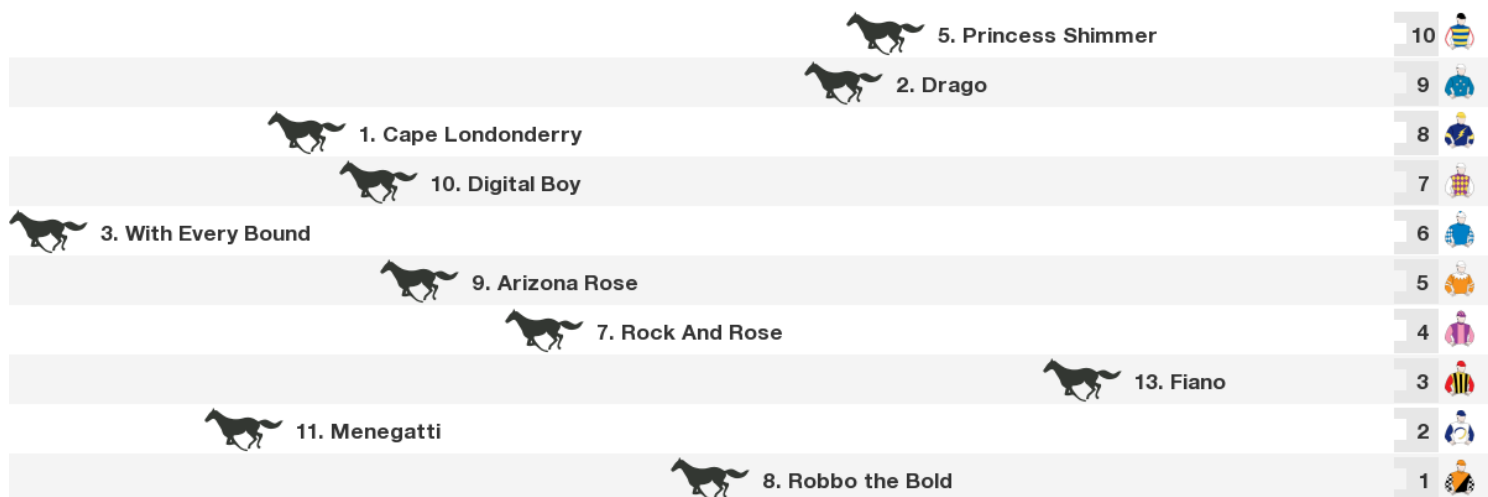 5. Princess Shimmer 10
2. Drago 9
1. Cape Londonderry 8
10. Digital Boy 7
3. With Every Bound 6
9. Arizona Rose 5
7. Rock And Rose 4
13. Fiano 3
11. Menegatti 2
8. Robbo the Bold 1